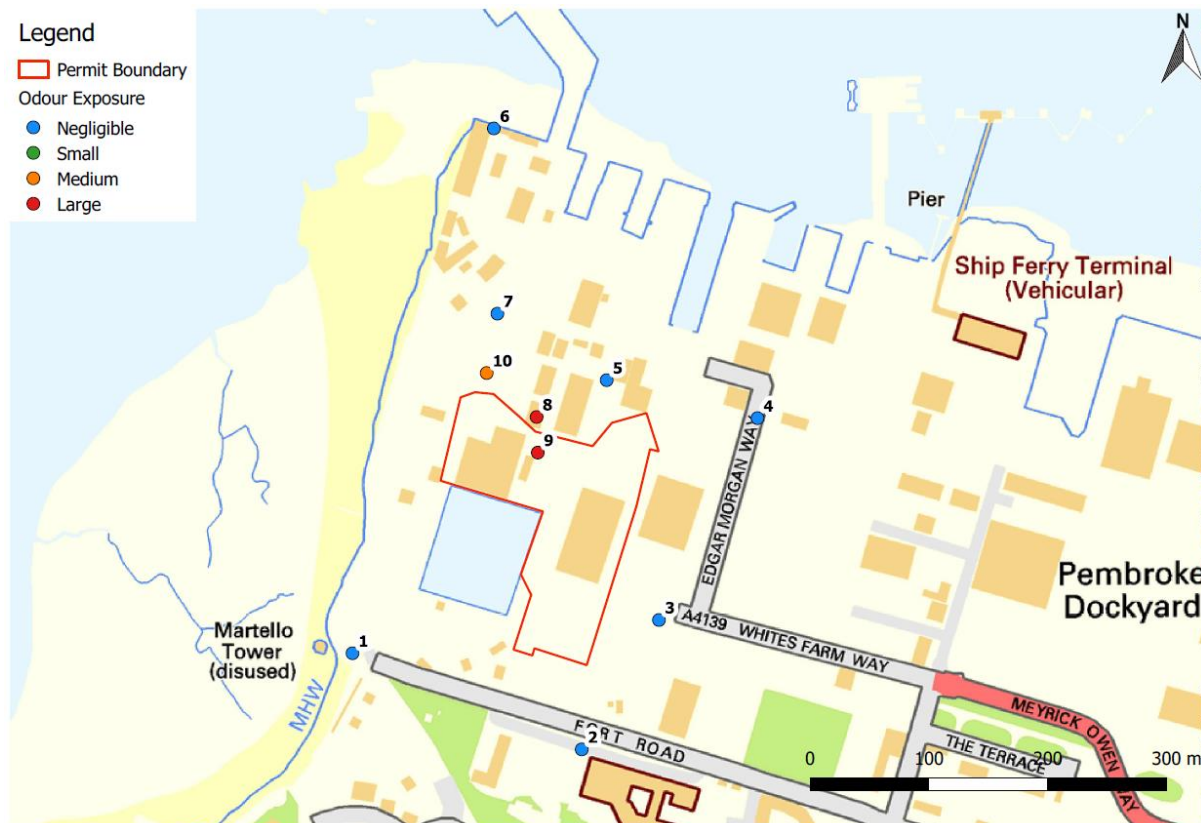 Legend
Permit Boundary
Odour Exposure
Negligible
Small
Medium
Large
N
6
Pier
Ship Ferry Terminal
(Vehicular)
7
10
5
8
4
9
EDGAR MORGAN WAY
Pembroke
Dockyard
3
A4139 WHITES FARM WAY
Martello
Tower
(disused)
1
MHW
MEYRICK OWEN WAY
FORT ROAD
2
THE TERRACE
0 100 200 300 m